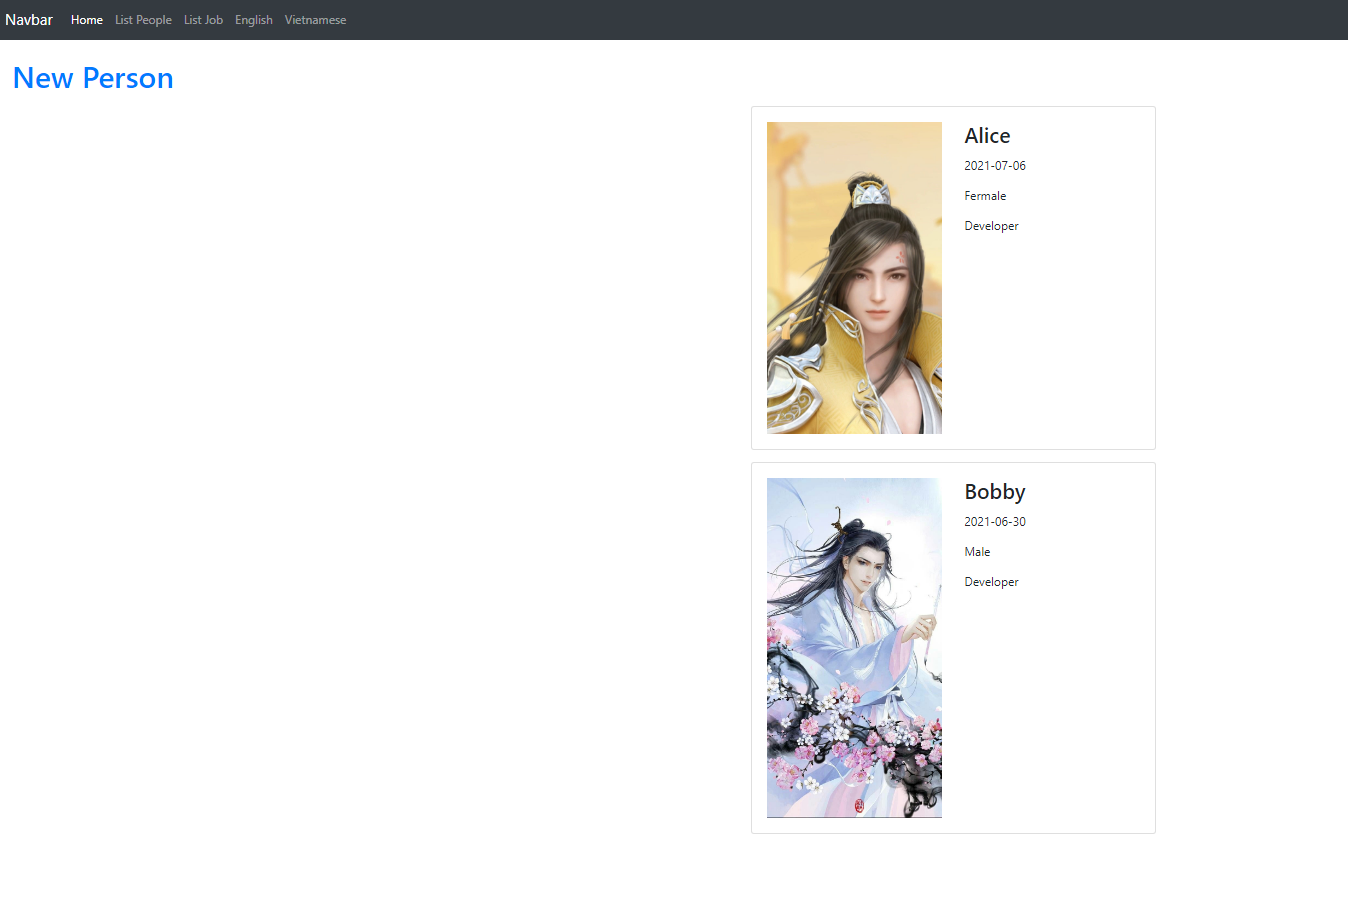 Navbar Home List People List Job English Vietnamese
New Person
Alice
2021-07-06
Fermale
Developer
Bobby
2021-06-30
Male
Developer